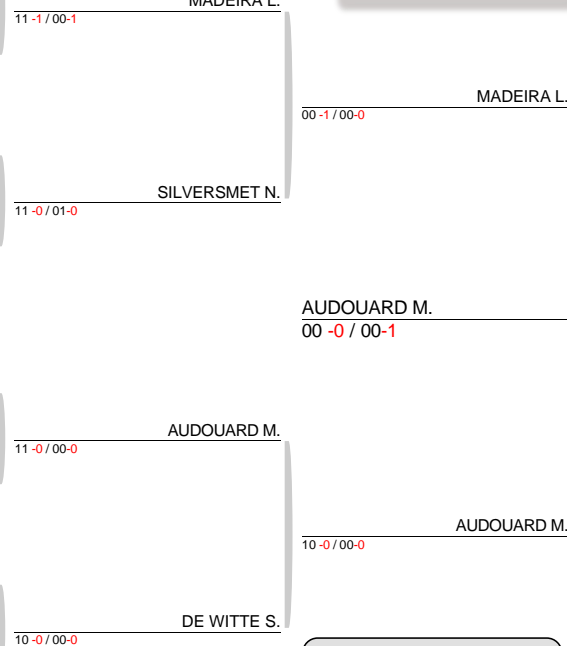 MADEIRA L.
11 -1 / 00-1
MADEIRA L.
00 -1 / 00-0
SILVERSMET N.
11 -0 / 01-0
AUDOUARD M.
00 -0 / 00-1
AUDOUARD M.
11 -0 / 00-0
AUDOUARD M.
10 -0 / 00-0
DE WITTE S.
10 -0 / 00-0